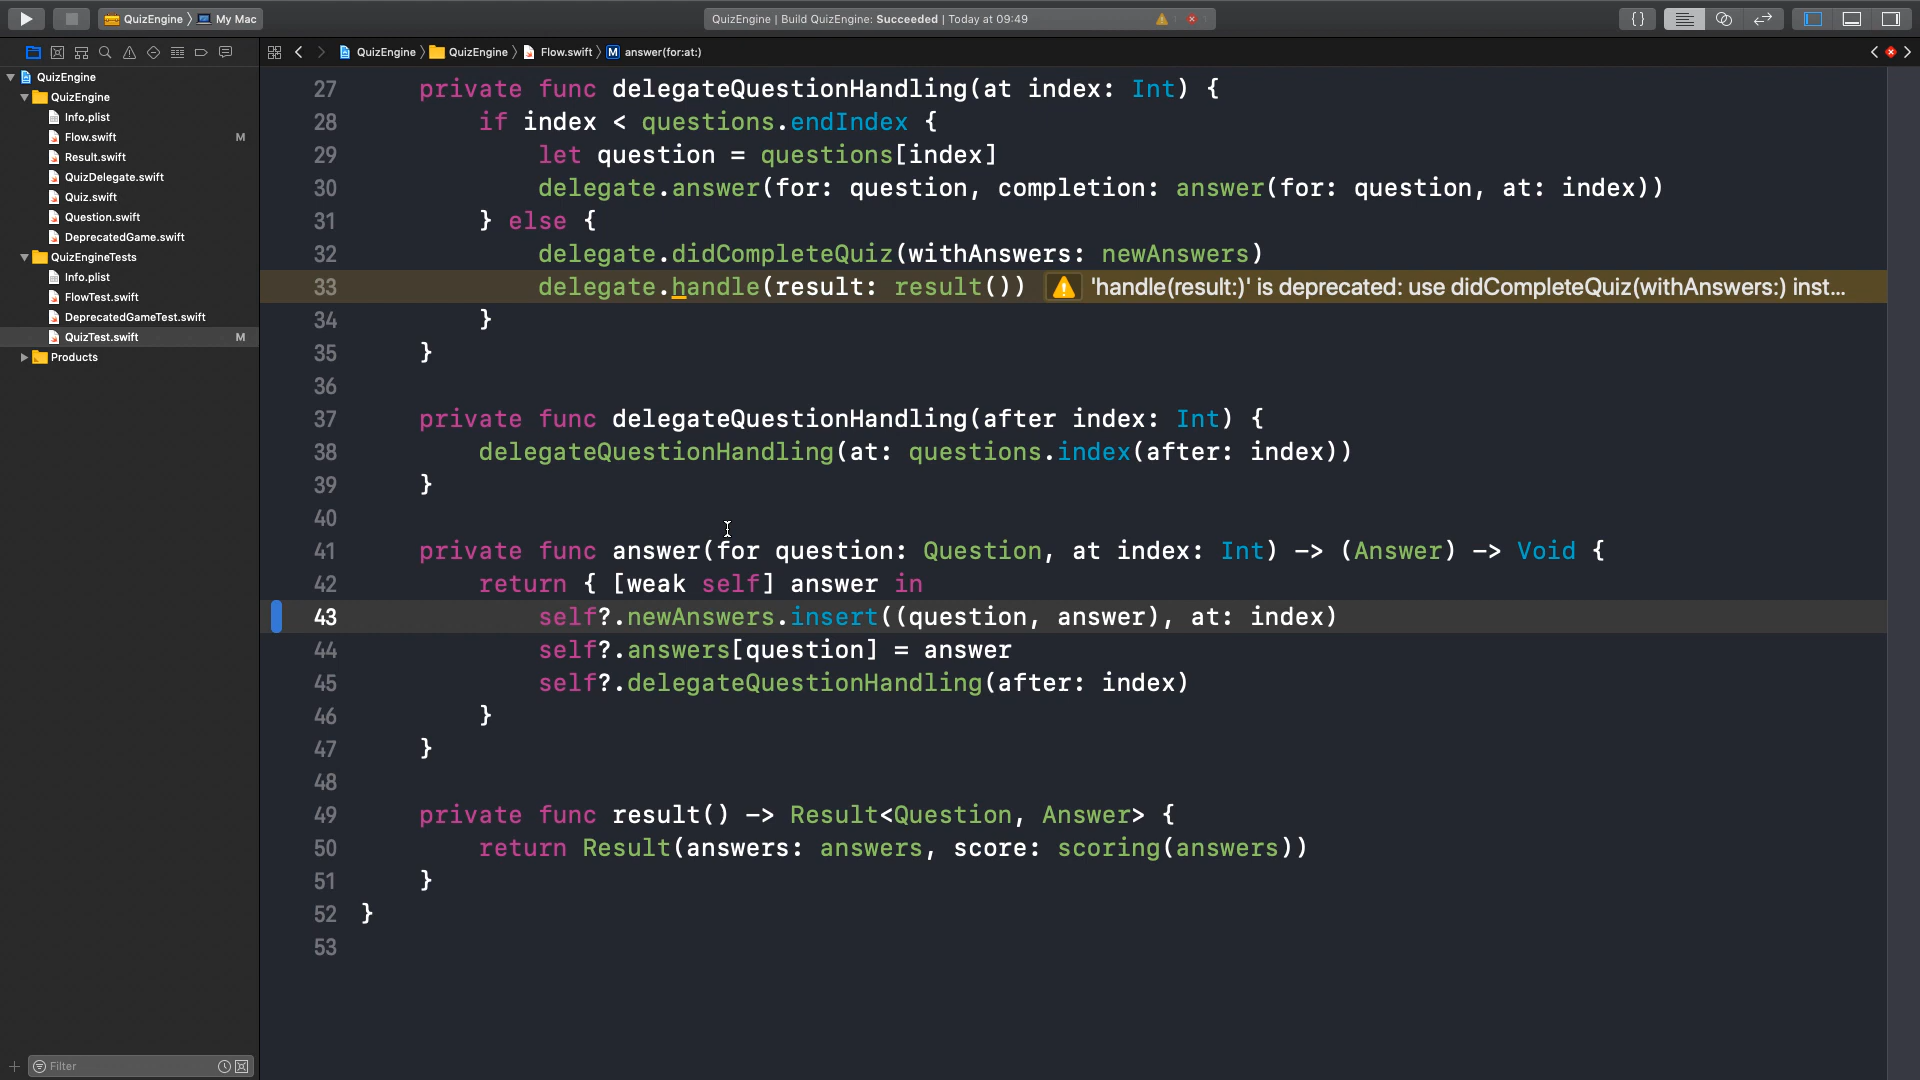 QuizEngine My Mac
QuizEngine | Build QuizEngine: Succeeded | Today at 09:49
QuizEngine QuizEngine Flow.swift M answer(for:at:)
QuizEngine
QuizEngine
Info.plist
Flow.swift M
Result.swift
QuizDelegate.swift
Quiz.swift
Question.swift
DeprecatedGame.swift
QuizEngineTests
Info.plist
FlowTest.swift
DeprecatedGameTest.swift
QuizTest.swift M
Products
Filter
27 private func delegateQuestionHandling(at index: Int) {
28 if index < questions.endIndex {
29 let question = questions[index]
30 delegate.answer(for: question, completion: answer(for: question, at: index))
31 } else {
32 delegate.didCompleteQuiz(withAnswers: newAnswers)
33 delegate.handle(result: result()) 'handle(result:)' is deprecated: use didCompleteQuiz(withAnswers:) inst...
34 }
35 }
36
37 private func delegateQuestionHandling(after index: Int) {
38 delegateQuestionHandling(at: questions.index(after: index))
39 }
40
41 private func answer(for question: Question, at index: Int) -> (Answer) -> Void {
42 return { [weak self] answer in
43 self?.newAnswers.insert((question, answer), at: index)
44 self?.answers[question] = answer
45 self?.delegateQuestionHandling(after: index)
46 }
47 }
48
49 private func result() -> Result<Question, Answer> {
50 return Result(answers: answers, score: scoring(answers))
51 }
52 }
53